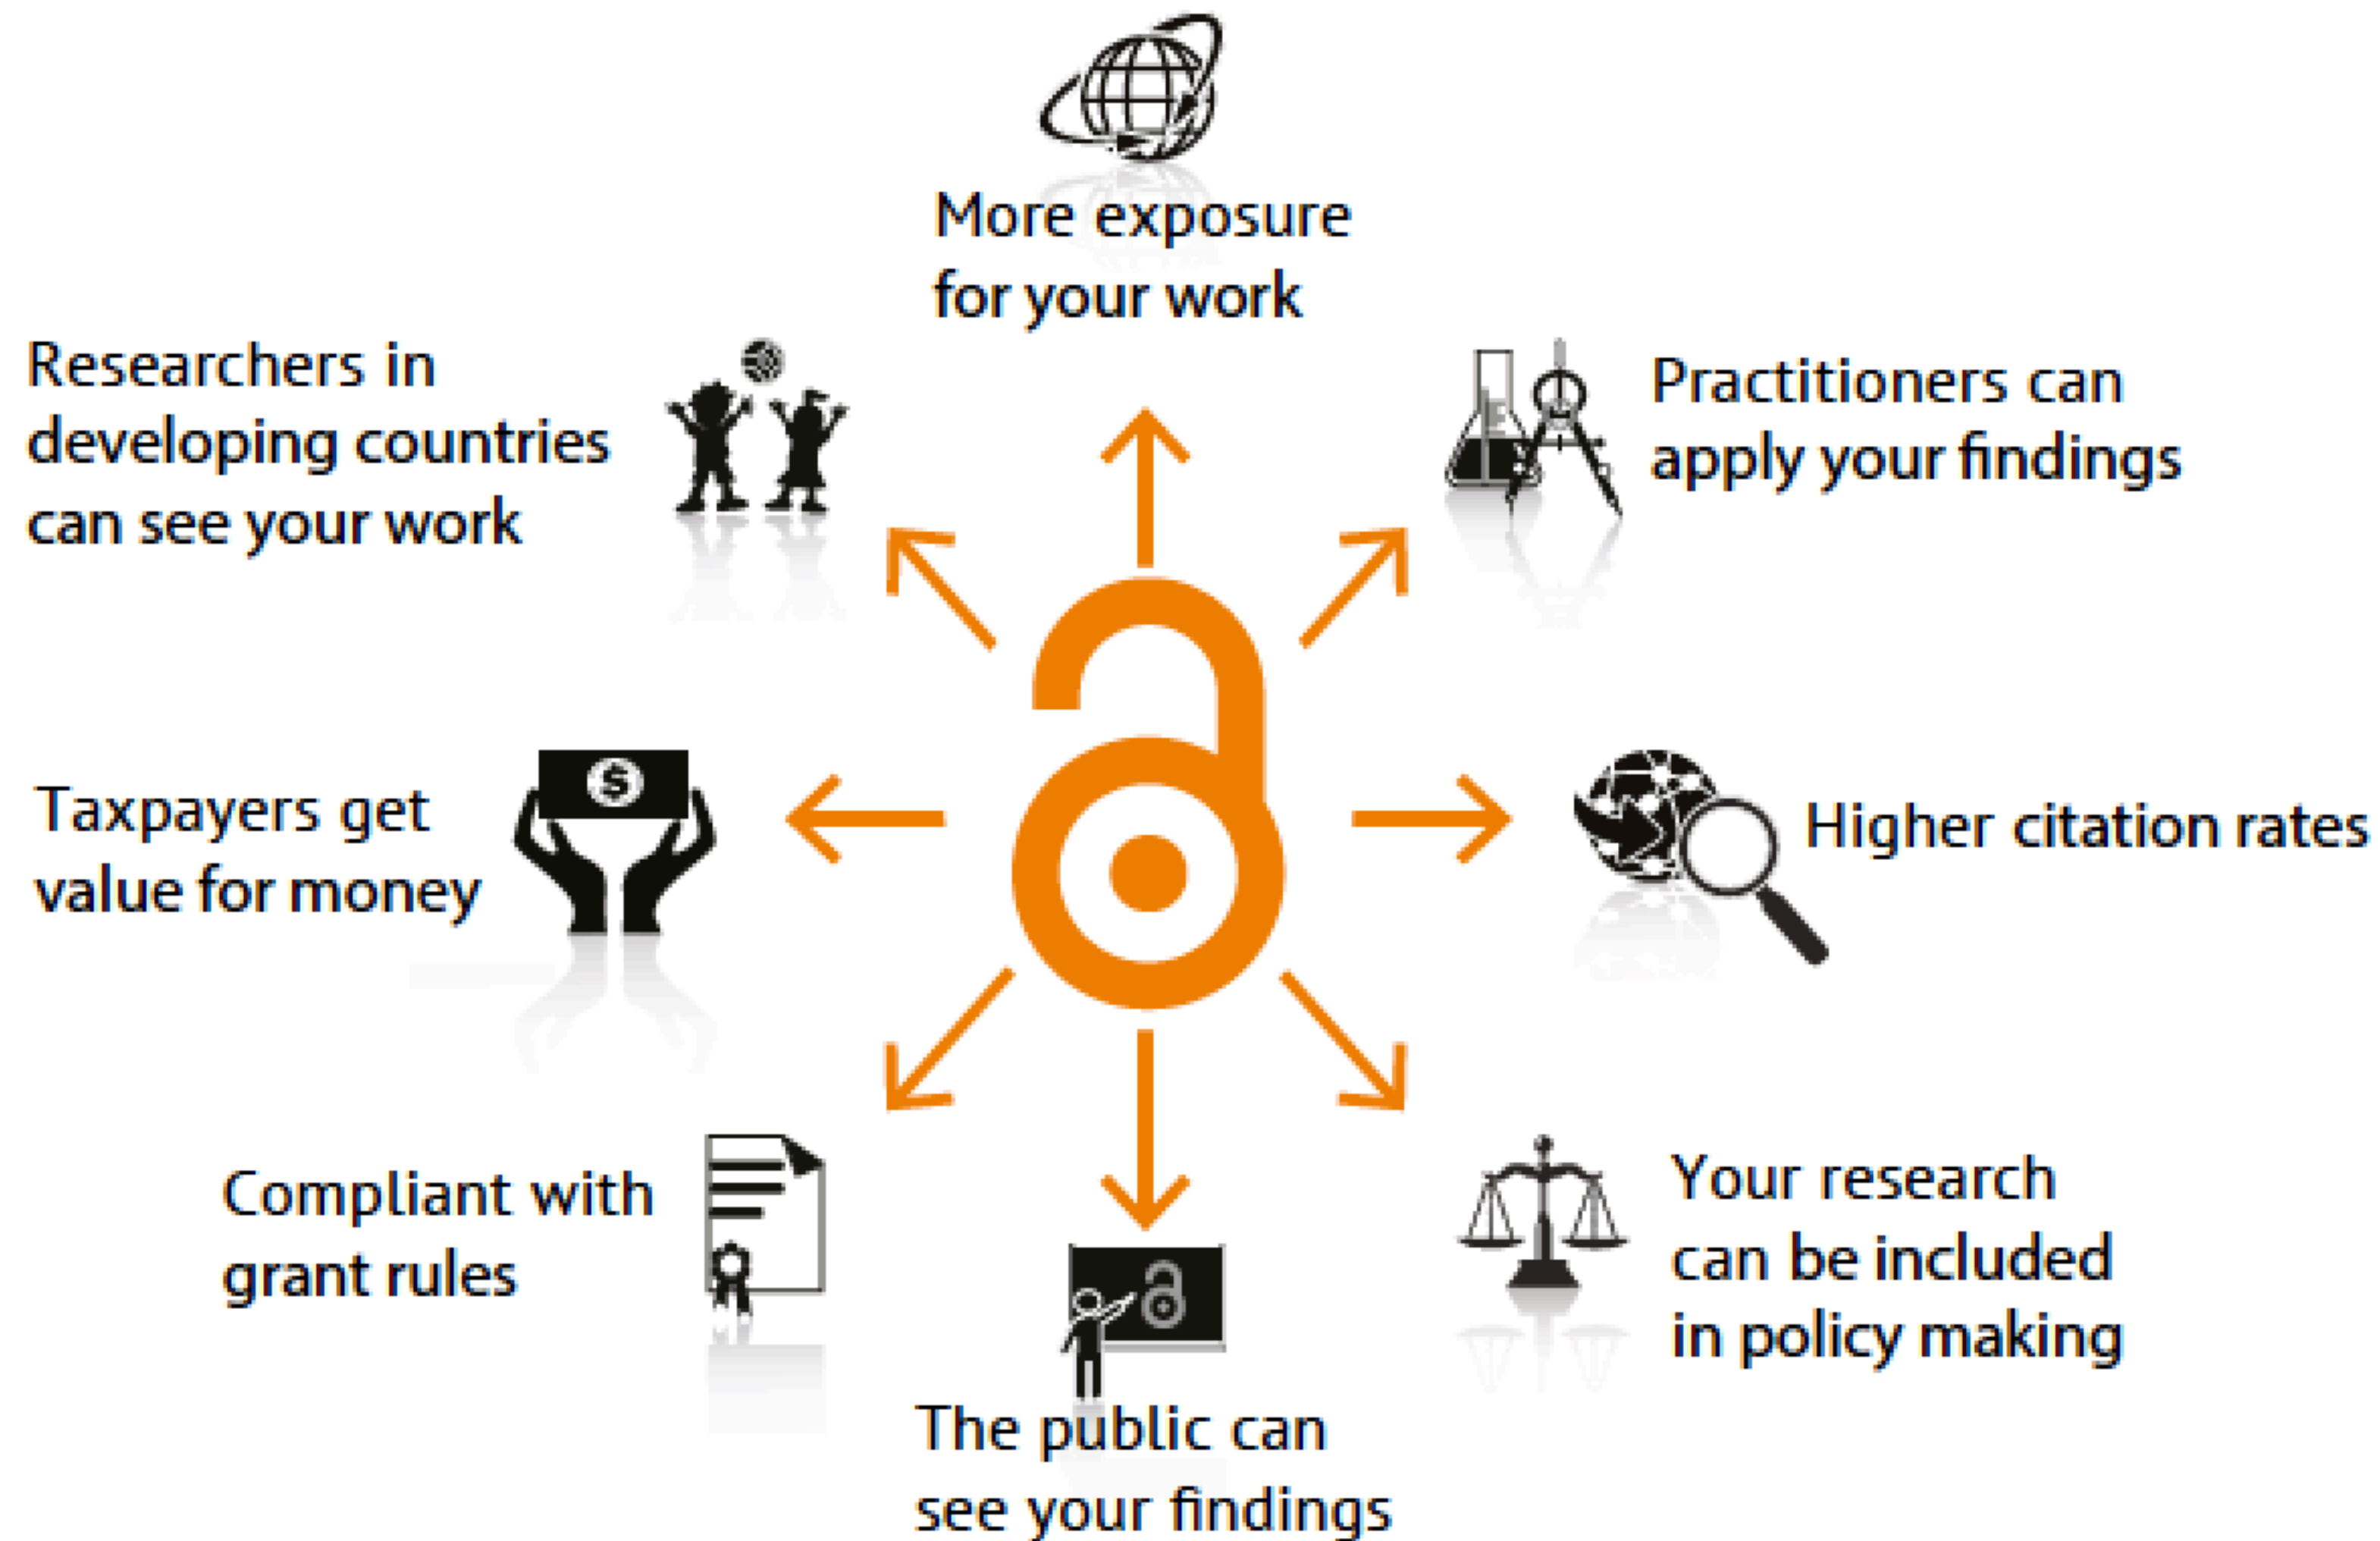 More exposure
for your work
Researchers in
developing countries
can see your work
Practitioners can
apply your findings
Taxpayers get
value for money
$
Higher citation rates
Compliant with
grant rules
Your research
can be included
in policy making
The public can
see your findings